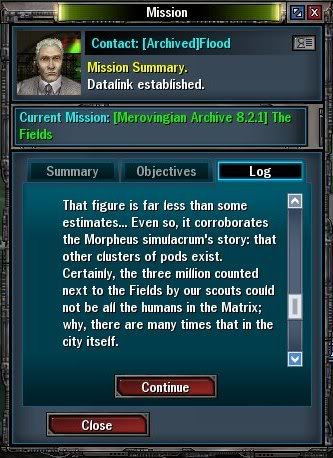 Mission
Contact: [Archived]Flood
Mission Summary.
Datalink established.
Current Mission: [Merovingian Archive 8.2.1] The
Fields
Summary Objectives Log
That figure is far less than some
estimates... Even so, it corroborates
the Morpheus simulacrum's story: that
other clusters of pods exist.
Certainly, the three million counted
next to the Fields by our scouts could
not be all the humans in the Matrix;
why, there are many times that in the
city itself.
Continue
Close